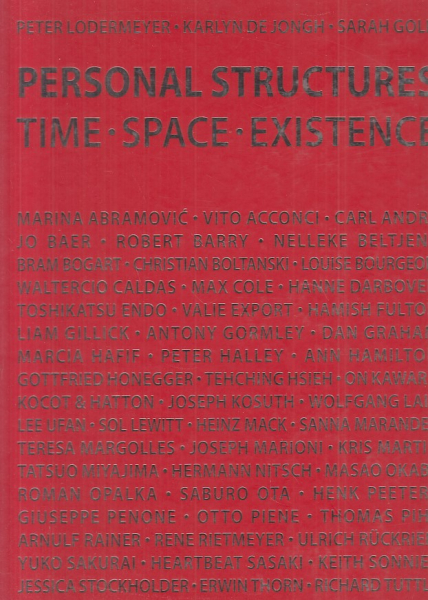 PETER LODERMEYER · KARLYN DE JONGH · SARAH GOL
PERSONAL STRUCTURES
TIME · SPACE · EXISTENCE
MARINA ABRAMOVIĆ · VITO ACCONCI · CARL ANDR
JO BAER · ROBERT BARRY · NELLEKE BELTJEN
BRAM BOGART · CHRISTIAN BOLTANSKI · LOUISE BOURGEO
WALTERCIO CALDAS · MAX COLE · HANNE DARBOVE
TOSHIKATSU ENDO · VALIE EXPORT · HAMISH FULTO
LIAM GILLICK · ANTONY GORMLEY · DAN GRAHA
MARCIA HAFIF · PETER HALLEY · ANN HAMILTO
GOTTFRIED HONEGGER · TEHCHING HSIEH · ON KAWAR
KOCOT & HATTON · JOSEPH KOSUTH · WOLFGANG LAI
LEE UFAN · SOL LEWITT · HEINZ MACK · SANNA MARANDE
TERESA MARGOLLES · JOSEPH MARIONI · KRIS MARTI
TATSUO MIYAJIMA · HERMANN NITSCH · MASAO OKAB
ROMAN OPALKA · SABURO OTA · HENK PEETER
GIUSEPPE PENONE · OTTO PIENE · THOMAS PIH
ARNULF RAINER · RENE RIETMEYER · ULRICH RÜCKRIE
YUKO SAKURAI · HEARTBEAT SASAKI · KEITH SONNIE
JESSICA STOCKHOLDER · ERWIN THORN · RICHARD TUTTL